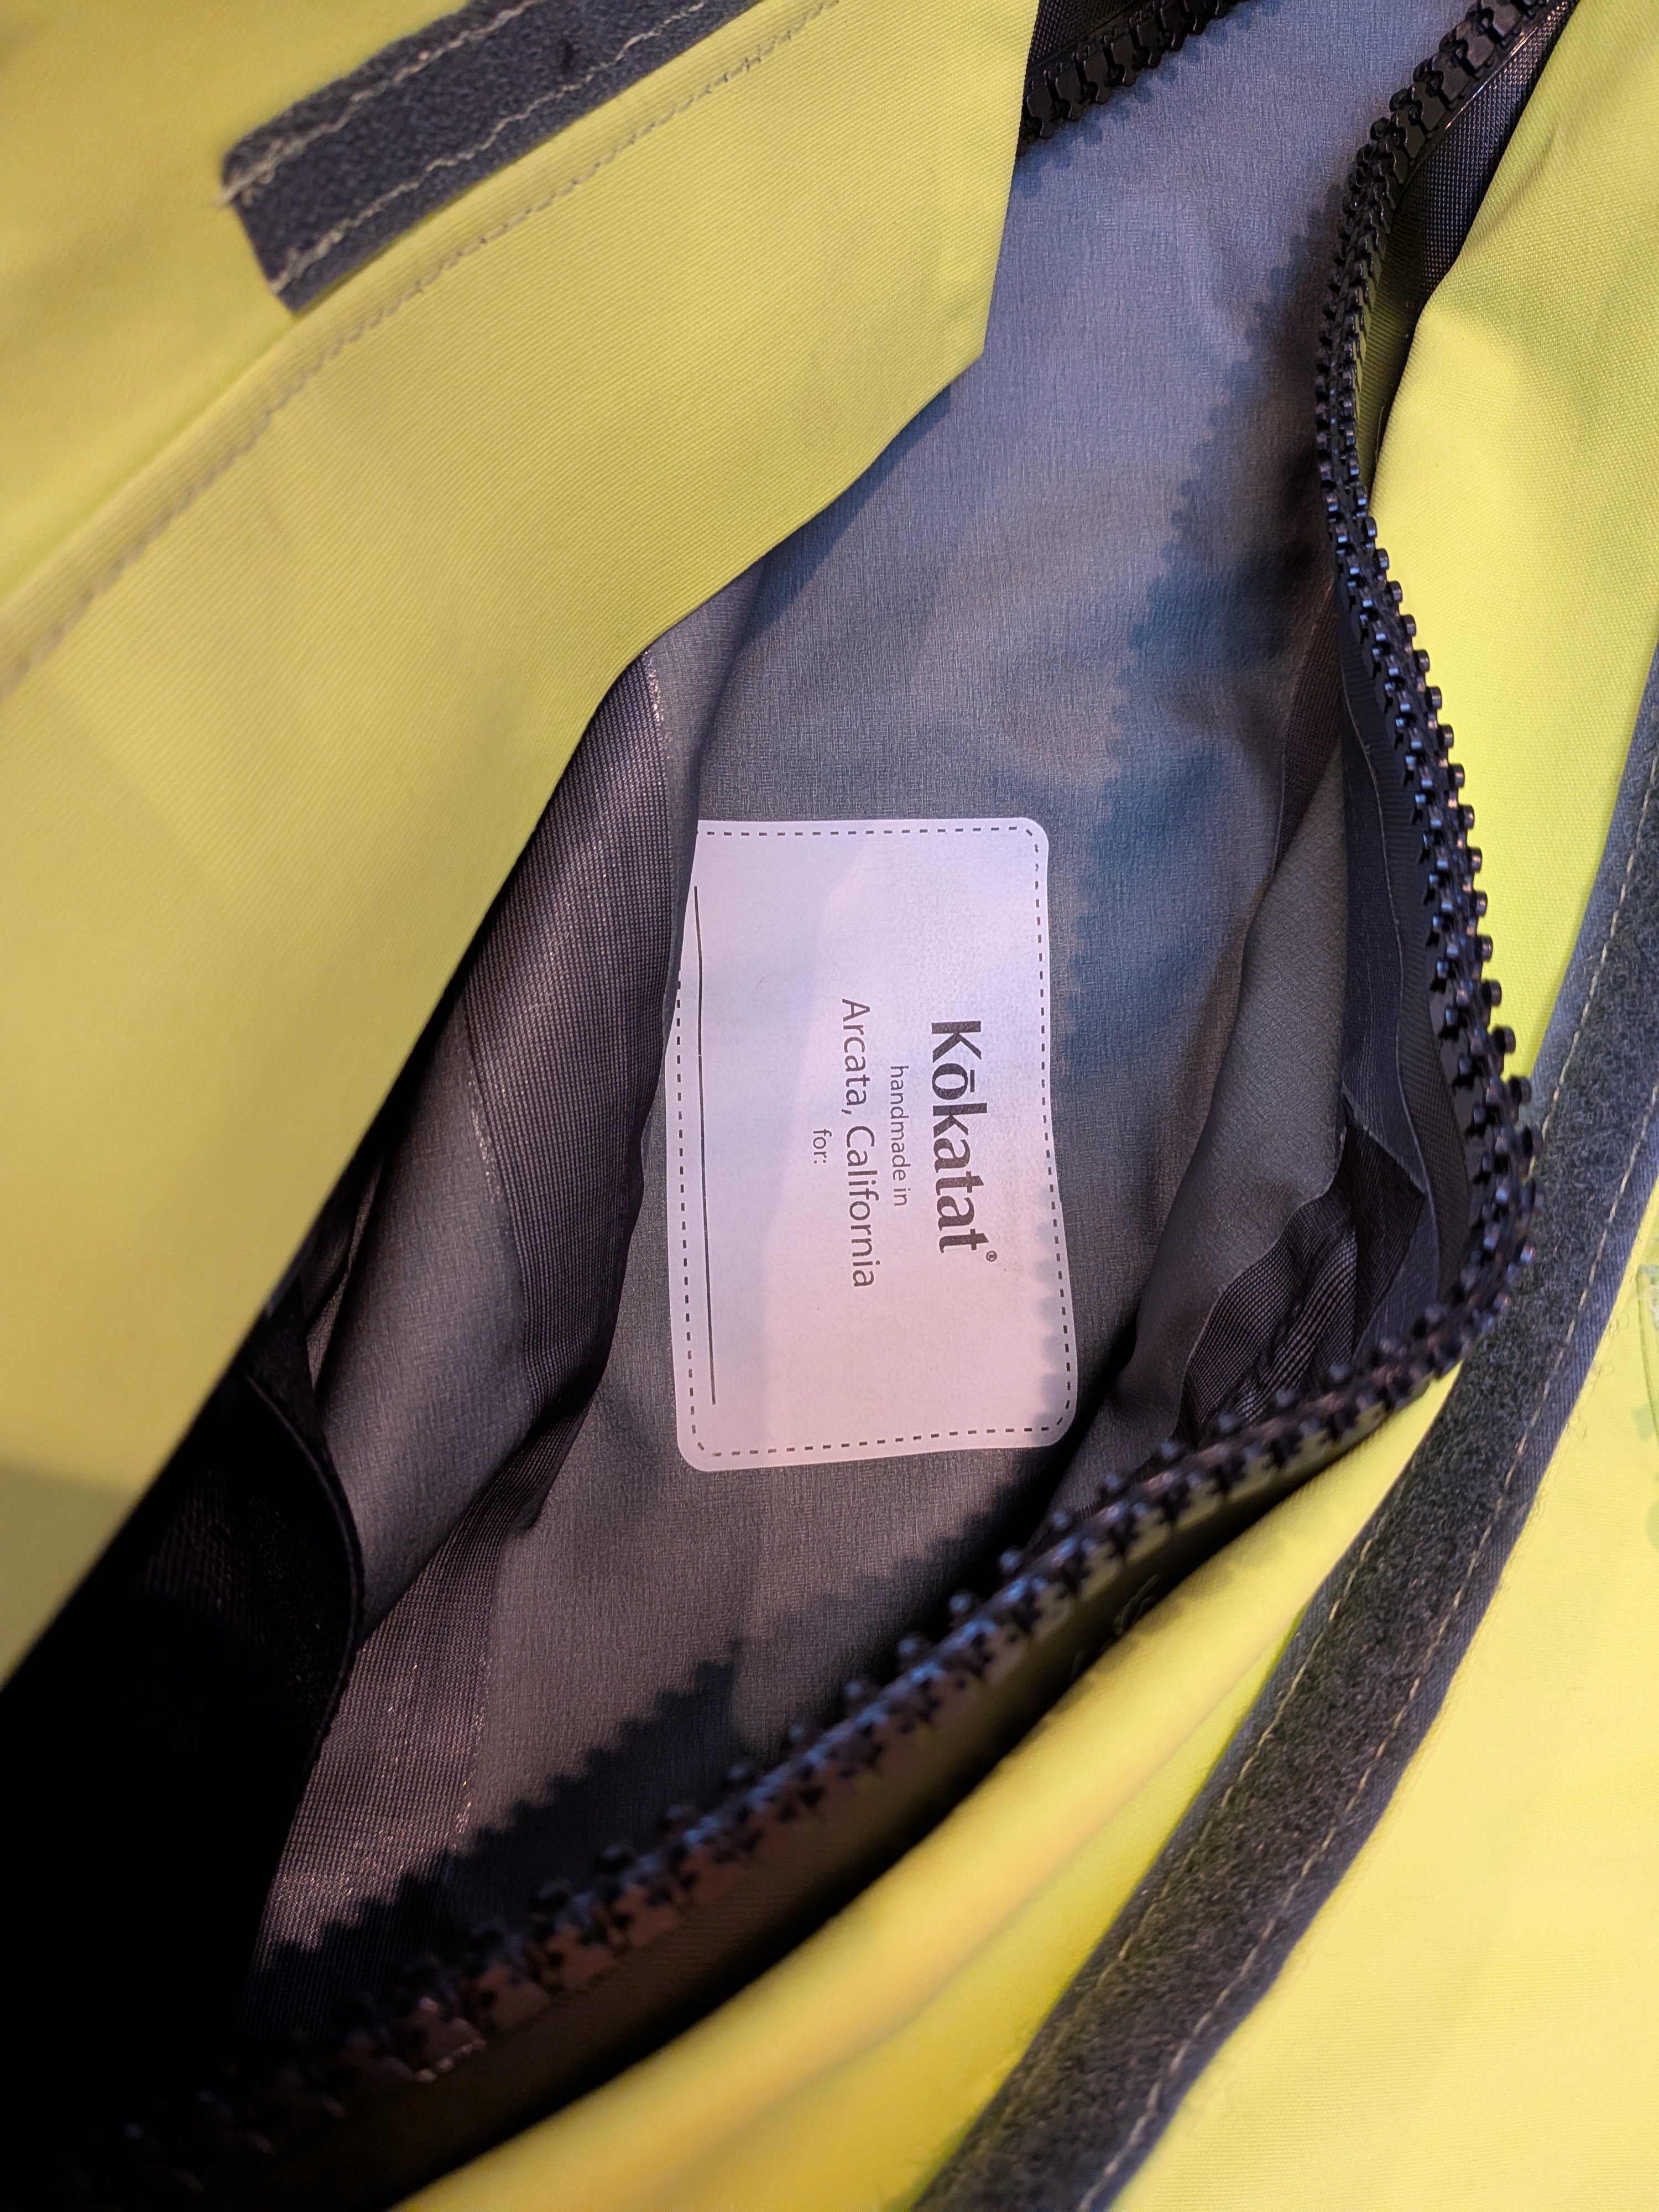 Kōkatat®
handmade in
Arcata, California
for: